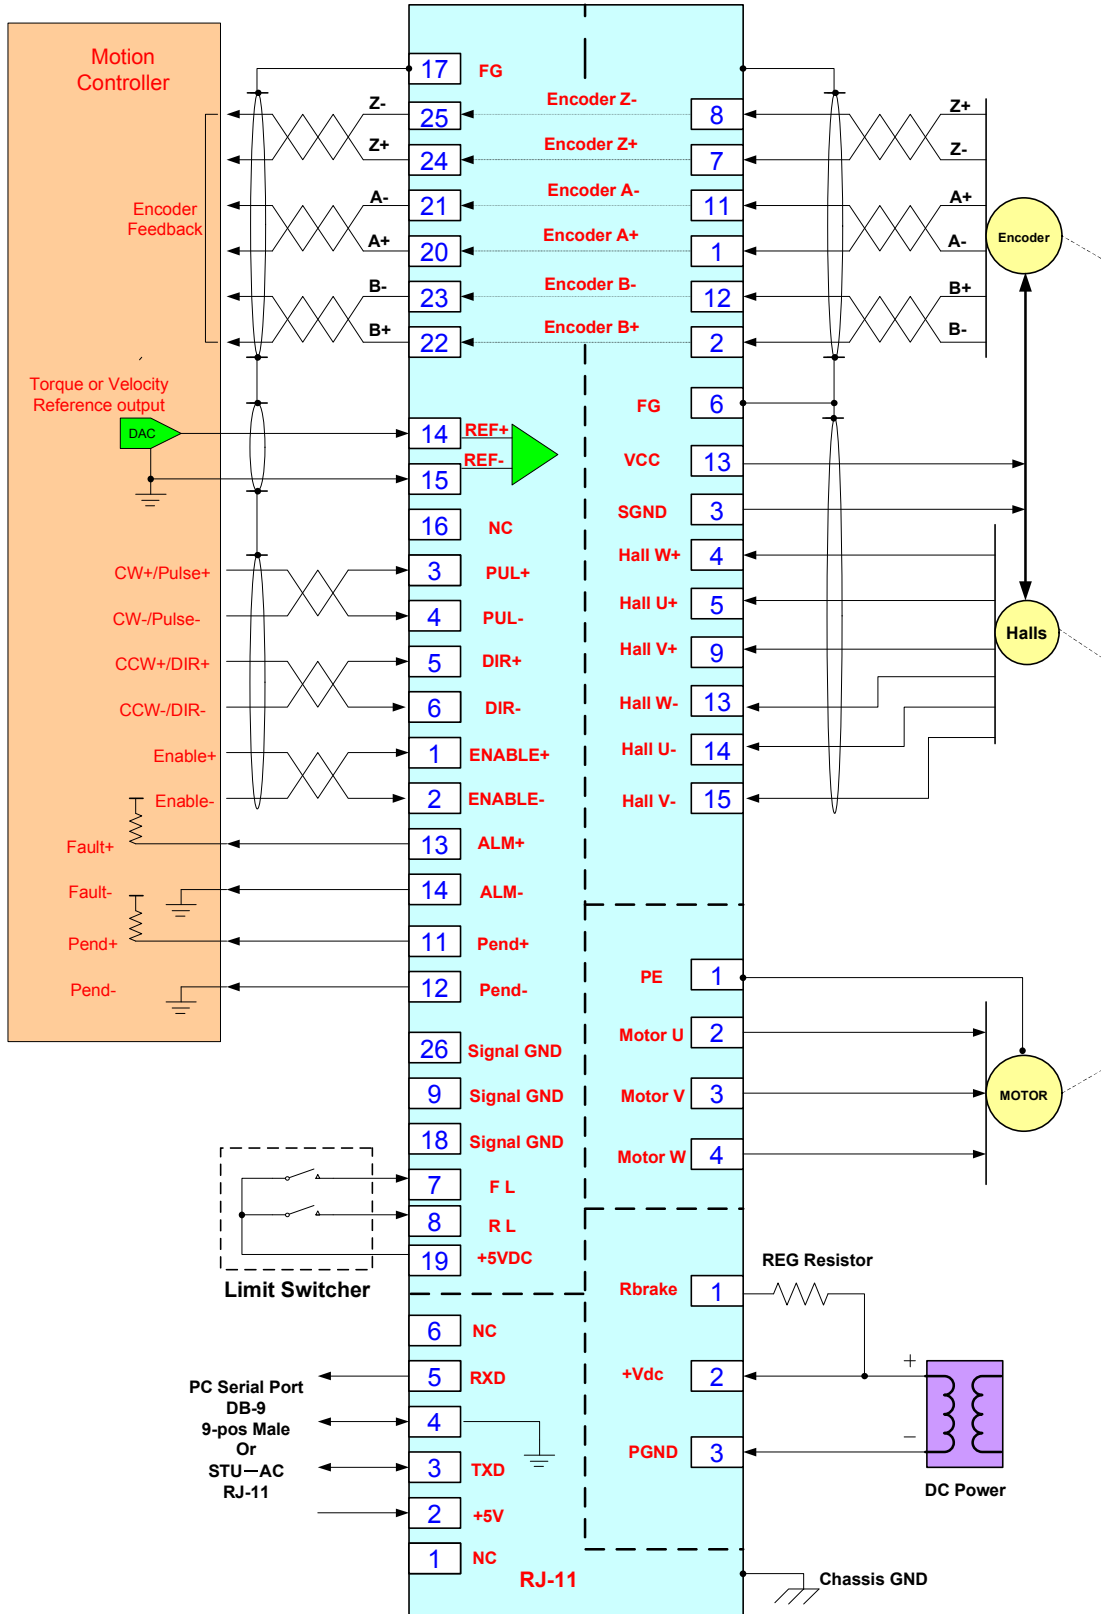 Motion
Controller
17
FG
Z-
25
Encoder Z-
8
Z+
Z+
24
Encoder Z+
7
Z-
A-
21
Encoder A-
11
A+
Encoder
Feedback
A+
20
Encoder A+
1
A-
Encoder
B-
23
Encoder B-
12
B+
B+
22
Encoder B+
2
B-
Torque or Velocity
Reference output
DAC
14
REF+
15
REF-
16
NC
FG
6
VCC
13
SGND
3
Hall W+
4
Hall U+
5
Hall V+
9
Hall W-
13
Hall U-
14
Hall V-
15
Halls
CW+/Pulse+
3
PUL+
CW-/Pulse-
4
PUL-
CCW+/DIR+
5
DIR+
CCW-/DIR-
6
DIR-
Enable+
1
ENABLE+
Enable-
2
ENABLE-
Fault+
13
ALM+
Fault-
14
ALM-
Pend+
11
Pend+
Pend-
12
Pend-
26
Signal GND
9
Signal GND
18
Signal GND
7
F L
8
R L
19
+5VDC
Limit Switcher
PE
1
Motor U
2
Motor V
3
Motor W
4
MOTOR
REG Resistor
Rbrake
1
+Vdc
2
+
PGND
3
−
DC Power
6
NC
5
RXD
4
3
TXD
2
+5V
1
NC
PC Serial Port
DB-9
9-pos Male
Or
STU—AC
RJ-11
RJ-11
Chassis GND